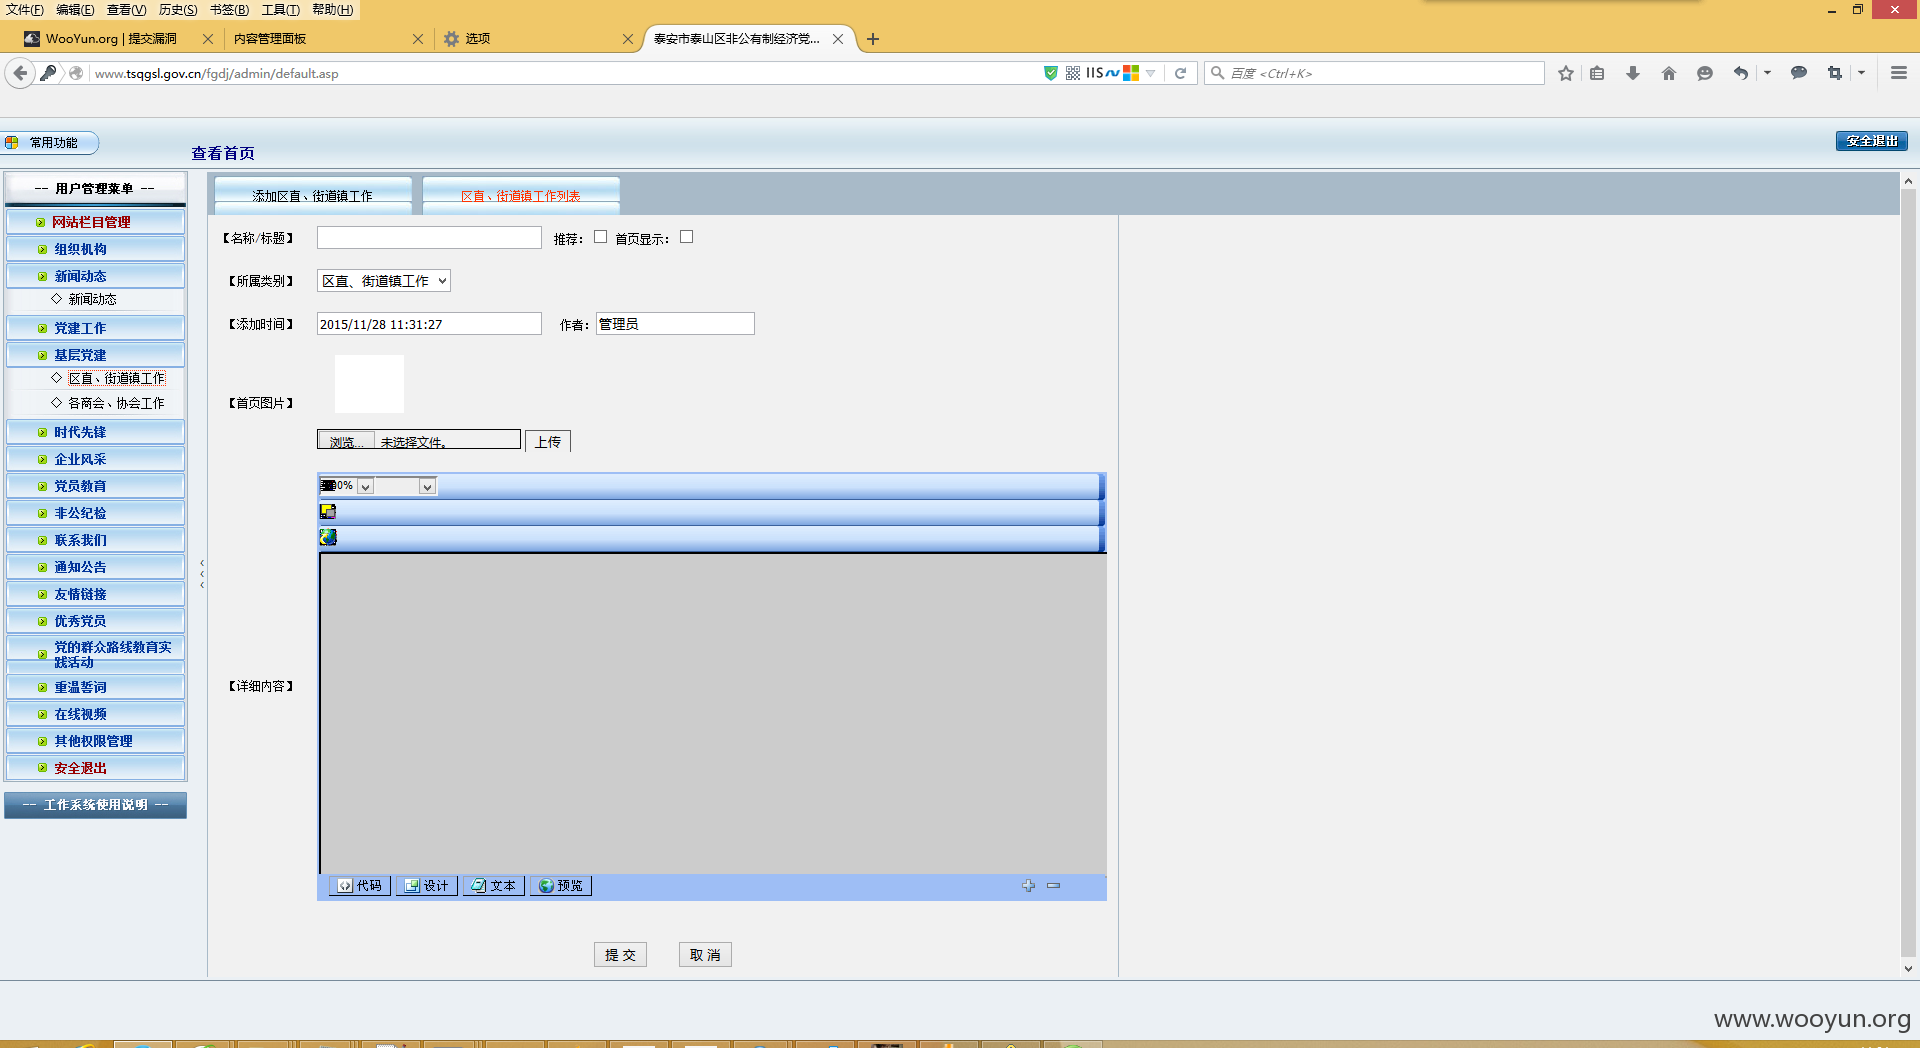 文件(F) 编辑(E) 查看(V) 历史(S) 书签(B) 工具(T) 帮助(H)
WooYun.org | 提交漏洞
内容管理面板
选项
泰安市泰山区非公有制经济党...
www.tsqgsl.gov.cn/fgdj/admin/default.asp
IIS
百度 <Ctrl+K>
常用功能
查看首页
安全退出
-- 用户管理菜单 --
网站栏目管理
组织机构
新闻动态
◇ 新闻动态
党建工作
基层党建
◇ 区直、街道镇工作
◇ 各商会、协会工作
时代先锋
企业风采
党员教育
非公纪检
联系我们
通知公告
友情链接
优秀党员
党的群众路线教育实
践活动
重温誓词
在线视频
其他权限管理
安全退出
-- 工作系统使用说明 --
添加区直、街道镇工作
区直、街道镇工作列表
【名称/标题】
推荐：
首页显示：
【所属类别】
区直、街道镇工作
【添加时间】
2015/11/28 11:31:27
作者：
管理员
【首页图片】
浏览... 未选择文件。
上传
【详细内容】
代码
设计
文本
预览
提 交
取 消
www.wooyun.org